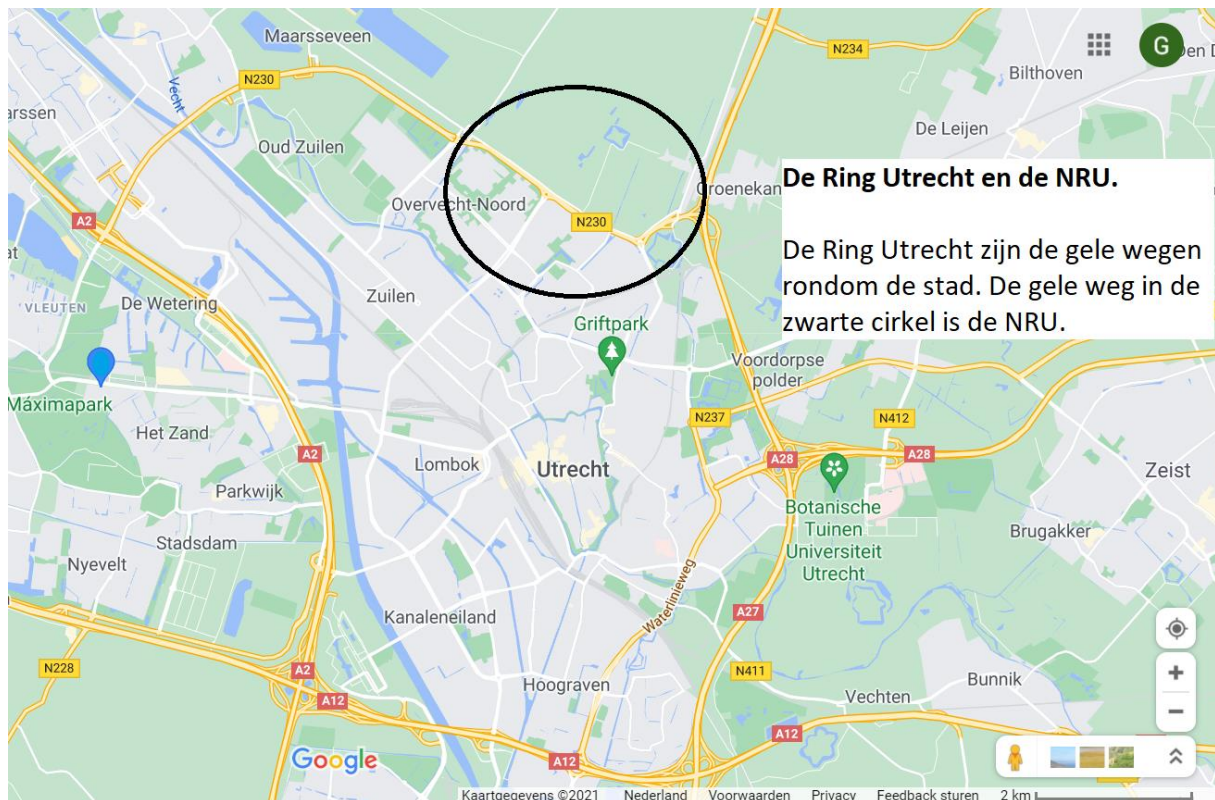 Maarsseveen
N234
G
Den D
Bilthoven
N230
Vecht
arssen
De Leijen
Oud Zuilen
De Ring Utrecht en de NRU.
Groenekan
Overvecht-Noord
A2
N230
at
De Ring Utrecht zijn de gele wegen
rondom de stad. De gele weg in de
zwarte cirkel is de NRU.
VLEUTEN
De Wetering
Zuilen
Griftpark
Voordorpse
polder
Máximapark
N237
N412
Het Zand
A2
Lombok
Utrecht
A28
A28
Zeist
Parkwijk
Botanische
Tuinen
Universiteit
Utrecht
Stadsdam
Brugakker
Nyevelt
Waterlinieweg
Kanaleneiland
A27
N228
A2
N411
Hoograven
Bunnik
Vechten
A12
A12
Google
A12
Kaartgegevens ©2021 Nederland Voorwaarden Privacy Feedback sturen 2 km